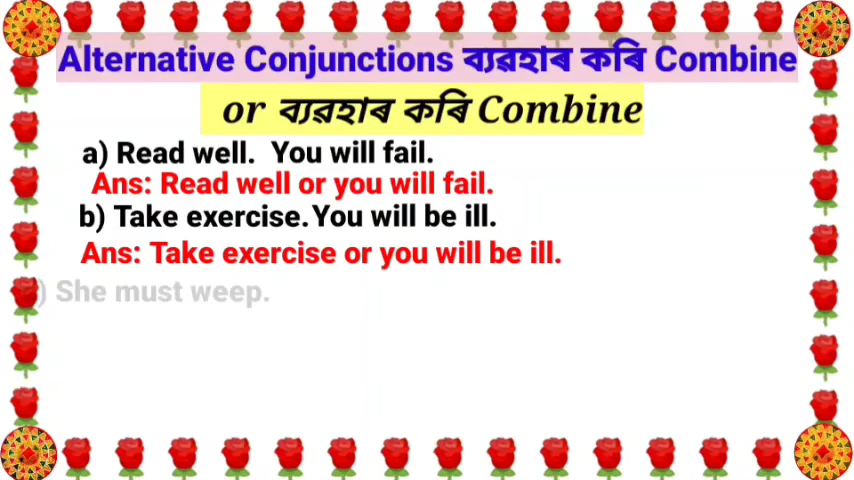 Alternative Conjunctions ব্যৱহাৰ কৰি Combine
or ব্যৱহাৰ কৰি Combine
a) Read well. You will fail.
Ans: Read well or you will fail.
b) Take exercise. You will be ill.
Ans: Take exercise or you will be ill.
) She must weep.